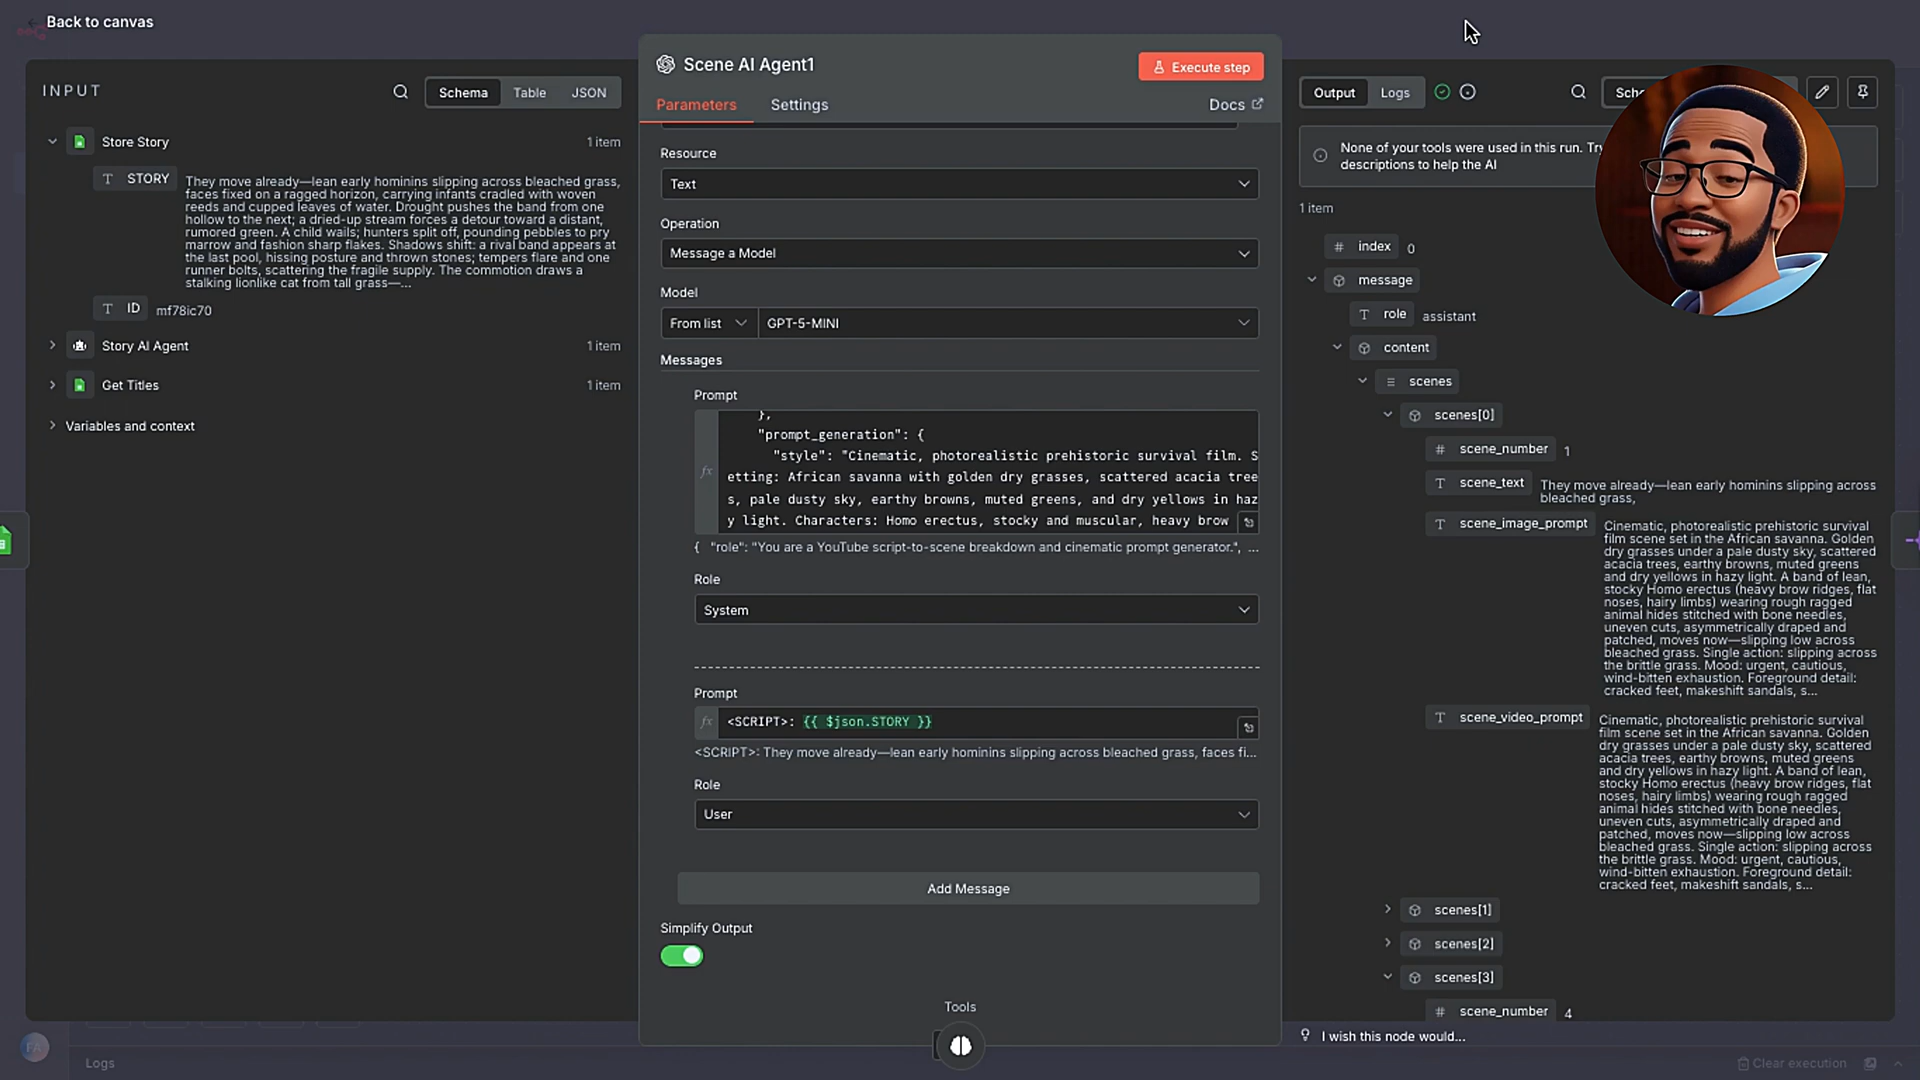 Back to canvas
INPUT
Schema
Table
JSON
Store Story
1 item
STORY
They move already—lean early hominins slipping across bleached grass,
faces fixed on a ragged horizon, carrying infants cradled with woven
reeds and cupped leaves of water. Drought pushes the band from one
hollow to the next; a dried-up stream forces a detour toward a distant,
rumored green. A child wails; hunters split off, pounding pebbles to pry
marrow and fashion sharp flakes. Shadows shift: a rival band appears at
the last pool, hissing posture and thrown stones; tempers flare and one
runner bolts, scattering the fragile supply. The commotion draws a
stalking lionlike cat from tall grass—...
ID
mf78ic70
Story AI Agent
1 item
Get Titles
1 item
Variables and context
Scene AI Agent1
Execute step
Parameters
Settings
Docs
Resource
Text
Operation
Message a Model
Model
From list
GPT-5-MINI
Messages
Prompt
},
"prompt_generation": {
"style": "Cinematic, photorealistic prehistoric survival film. S
etting: African savanna with golden dry grasses, scattered acacia tree
s, pale dusty sky, earthy browns, muted greens, and dry yellows in haz
y light. Characters: Homo erectus, stocky and muscular, heavy brow
fx
{ "role": "You are a YouTube script-to-scene breakdown and cinematic prompt generator.", ...
Role
System
Prompt
fx
<SCRIPT>: {{ $json.STORY }}
<SCRIPT>: They move already—lean early hominins slipping across bleached grass, faces fi...
Role
User
Add Message
Simplify Output
Tools
Output
Logs
None of your tools were used in this run. Try
descriptions to help the AI
1 item
# index 0
message
T role assistant
content
scenes
scenes[0]
# scene_number 1
T scene_text
They move already—lean early hominins slipping across
bleached grass,
T scene_image_prompt
Cinematic, photorealistic prehistoric survival
film scene set in the African savanna. Golden
dry grasses under a pale dusty sky, scattered
acacia trees, earthy browns, muted greens
and dry yellows in hazy light. A band of lean,
stocky Homo erectus (heavy brow ridges, flat
noses, hairy limbs) wearing rough ragged
animal hides stitched with bone needles,
uneven cuts, asymmetrically draped and
patched, moves now—slipping low across
bleached grass. Single action: slipping across
the brittle grass. Mood: urgent, cautious,
wind-bitten exhaustion. Foreground detail:
cracked feet, makeshift sandals, s...
T scene_video_prompt
Cinematic, photorealistic prehistoric survival
film scene set in the African savanna. Golden
dry grasses under a pale dusty sky, scattered
acacia trees, earthy browns, muted greens
and dry yellows in hazy light. A band of lean,
stocky Homo erectus (heavy brow ridges, flat
noses, hairy limbs) wearing rough ragged
animal hides stitched with bone needles,
uneven cuts, asymmetrically draped and
patched, moves now—slipping low across
bleached grass. Single action: slipping across
the brittle grass. Mood: urgent, cautious,
wind-bitten exhaustion. Foreground detail:
cracked feet, makeshift sandals, s...
scenes[1]
scenes[2]
scenes[3]
# scene_number 4
I wish this node would...
FA
Logs
Clear execution